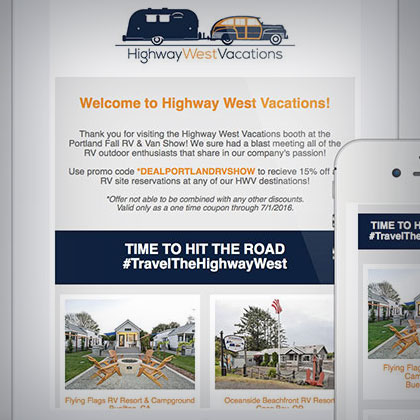 HighwayWestVacations
Welcome to Highway West Vacations!
Thank you for visiting the Highway West Vacations booth at the
Portland Fall RV & Van Show! We sure had a blast meeting all of the
RV outdoor enthusiasts that share in our company's passion!
Use promo code *DEALPORTLANDRVSHOW to recieve 15% off
RV site reservations at any of our HWV destinations!
*Offer not able to be combined with any other discounts.
Valid only as a one time coupon through 7/1/2016.
TIME TO HIT THE ROAD
#TravelTheHighwayWest
Flying Flags RV Resort & Campground
Buellton, CA
Oceanside Beachfront RV Resort
Coos Bay, OR
TIME TO H
#TravelThe
Flying Flags
Cam
Bue